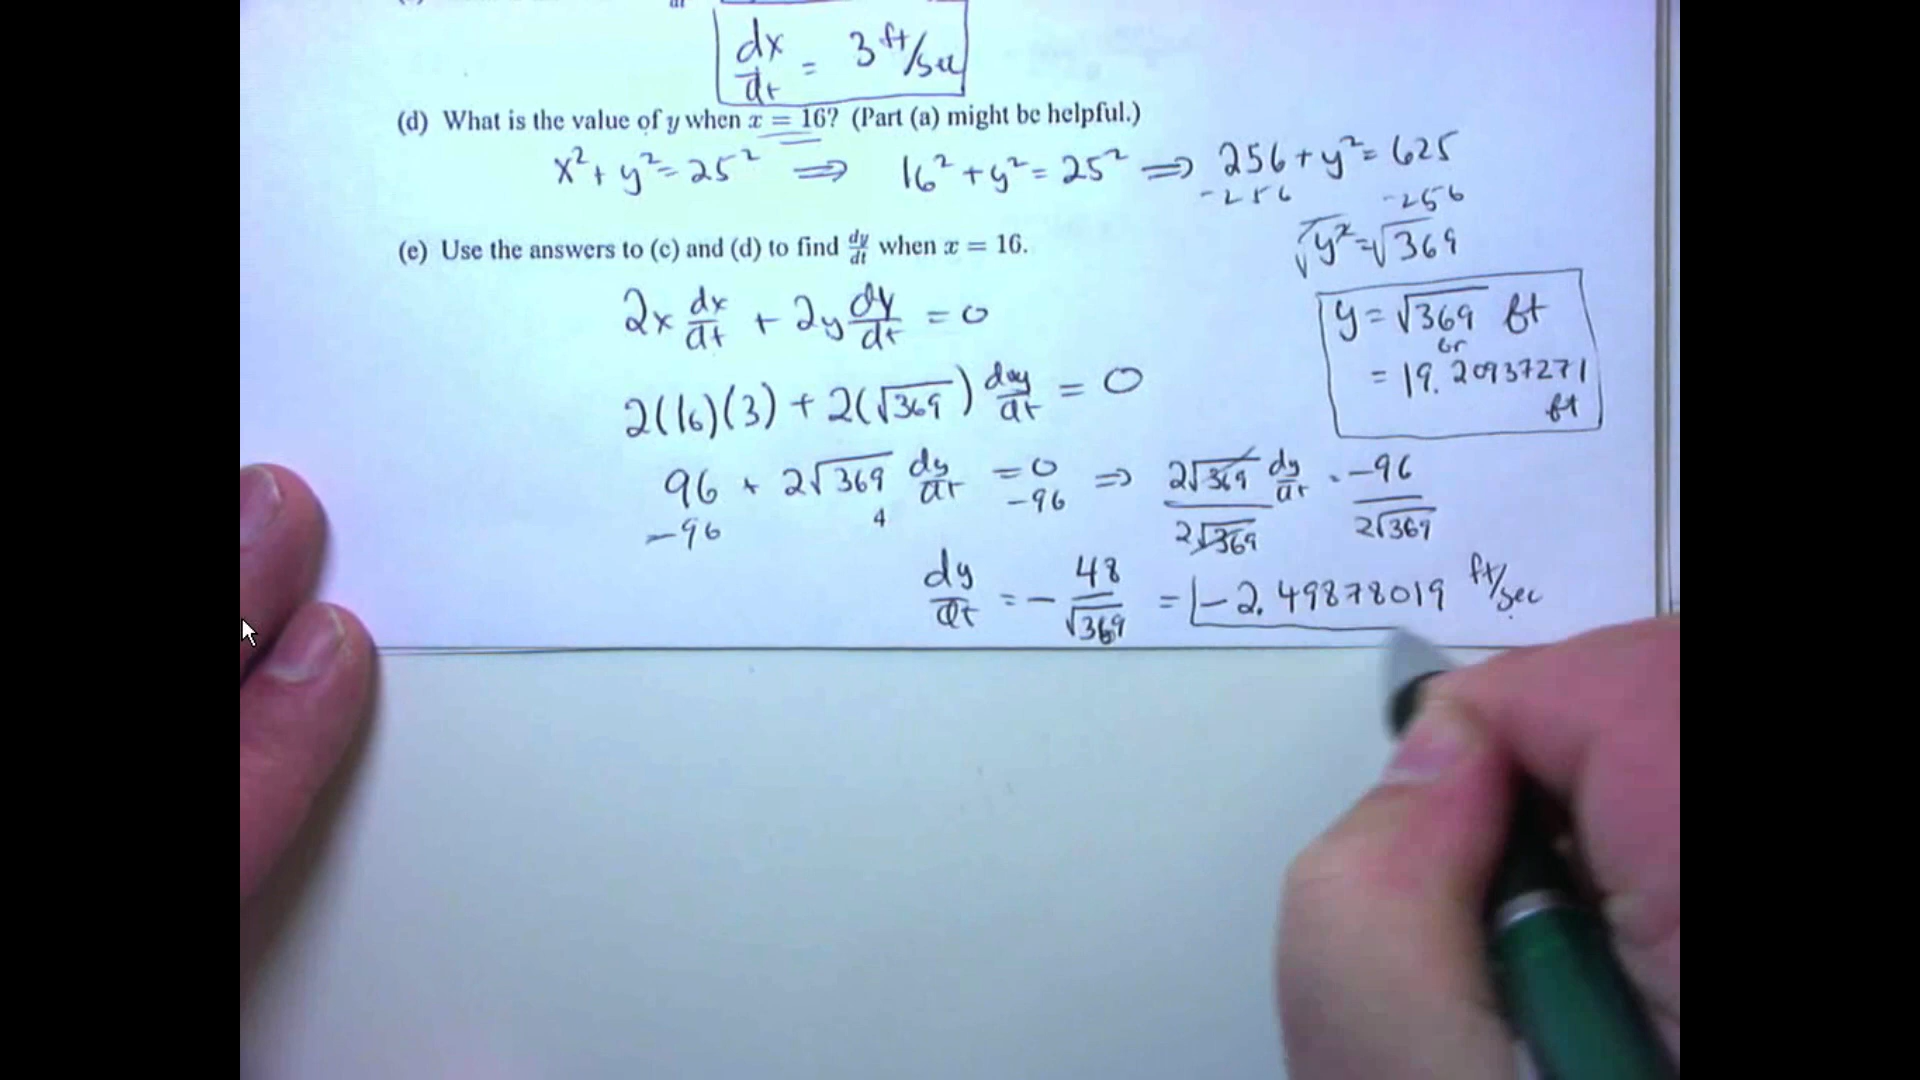 dx/dt = 3 ft/sec
(d) What is the value of y when x = 16? (Part (a) might be helpful.)
x² + y² = 25² ⟹ 16² + y² = 25² ⟹ 256 + y² = 625
-256 -256
√y² = √369
(e) Use the answers to (c) and (d) to find dy/dt when x = 16.
y = √369 ft
or
= 19.20937271
ft
2x dx/dt + 2y dy/dt = 0
2(16)(3) + 2(√369) dy/dt = 0
96 + 2√369 dy/dt = 0 ⟹ 2√369 dy/dt / 2√369 = -96 / 2√369
-96 -96
4
dy/dt = - 48/√369 = -2.49878019 ft/sec